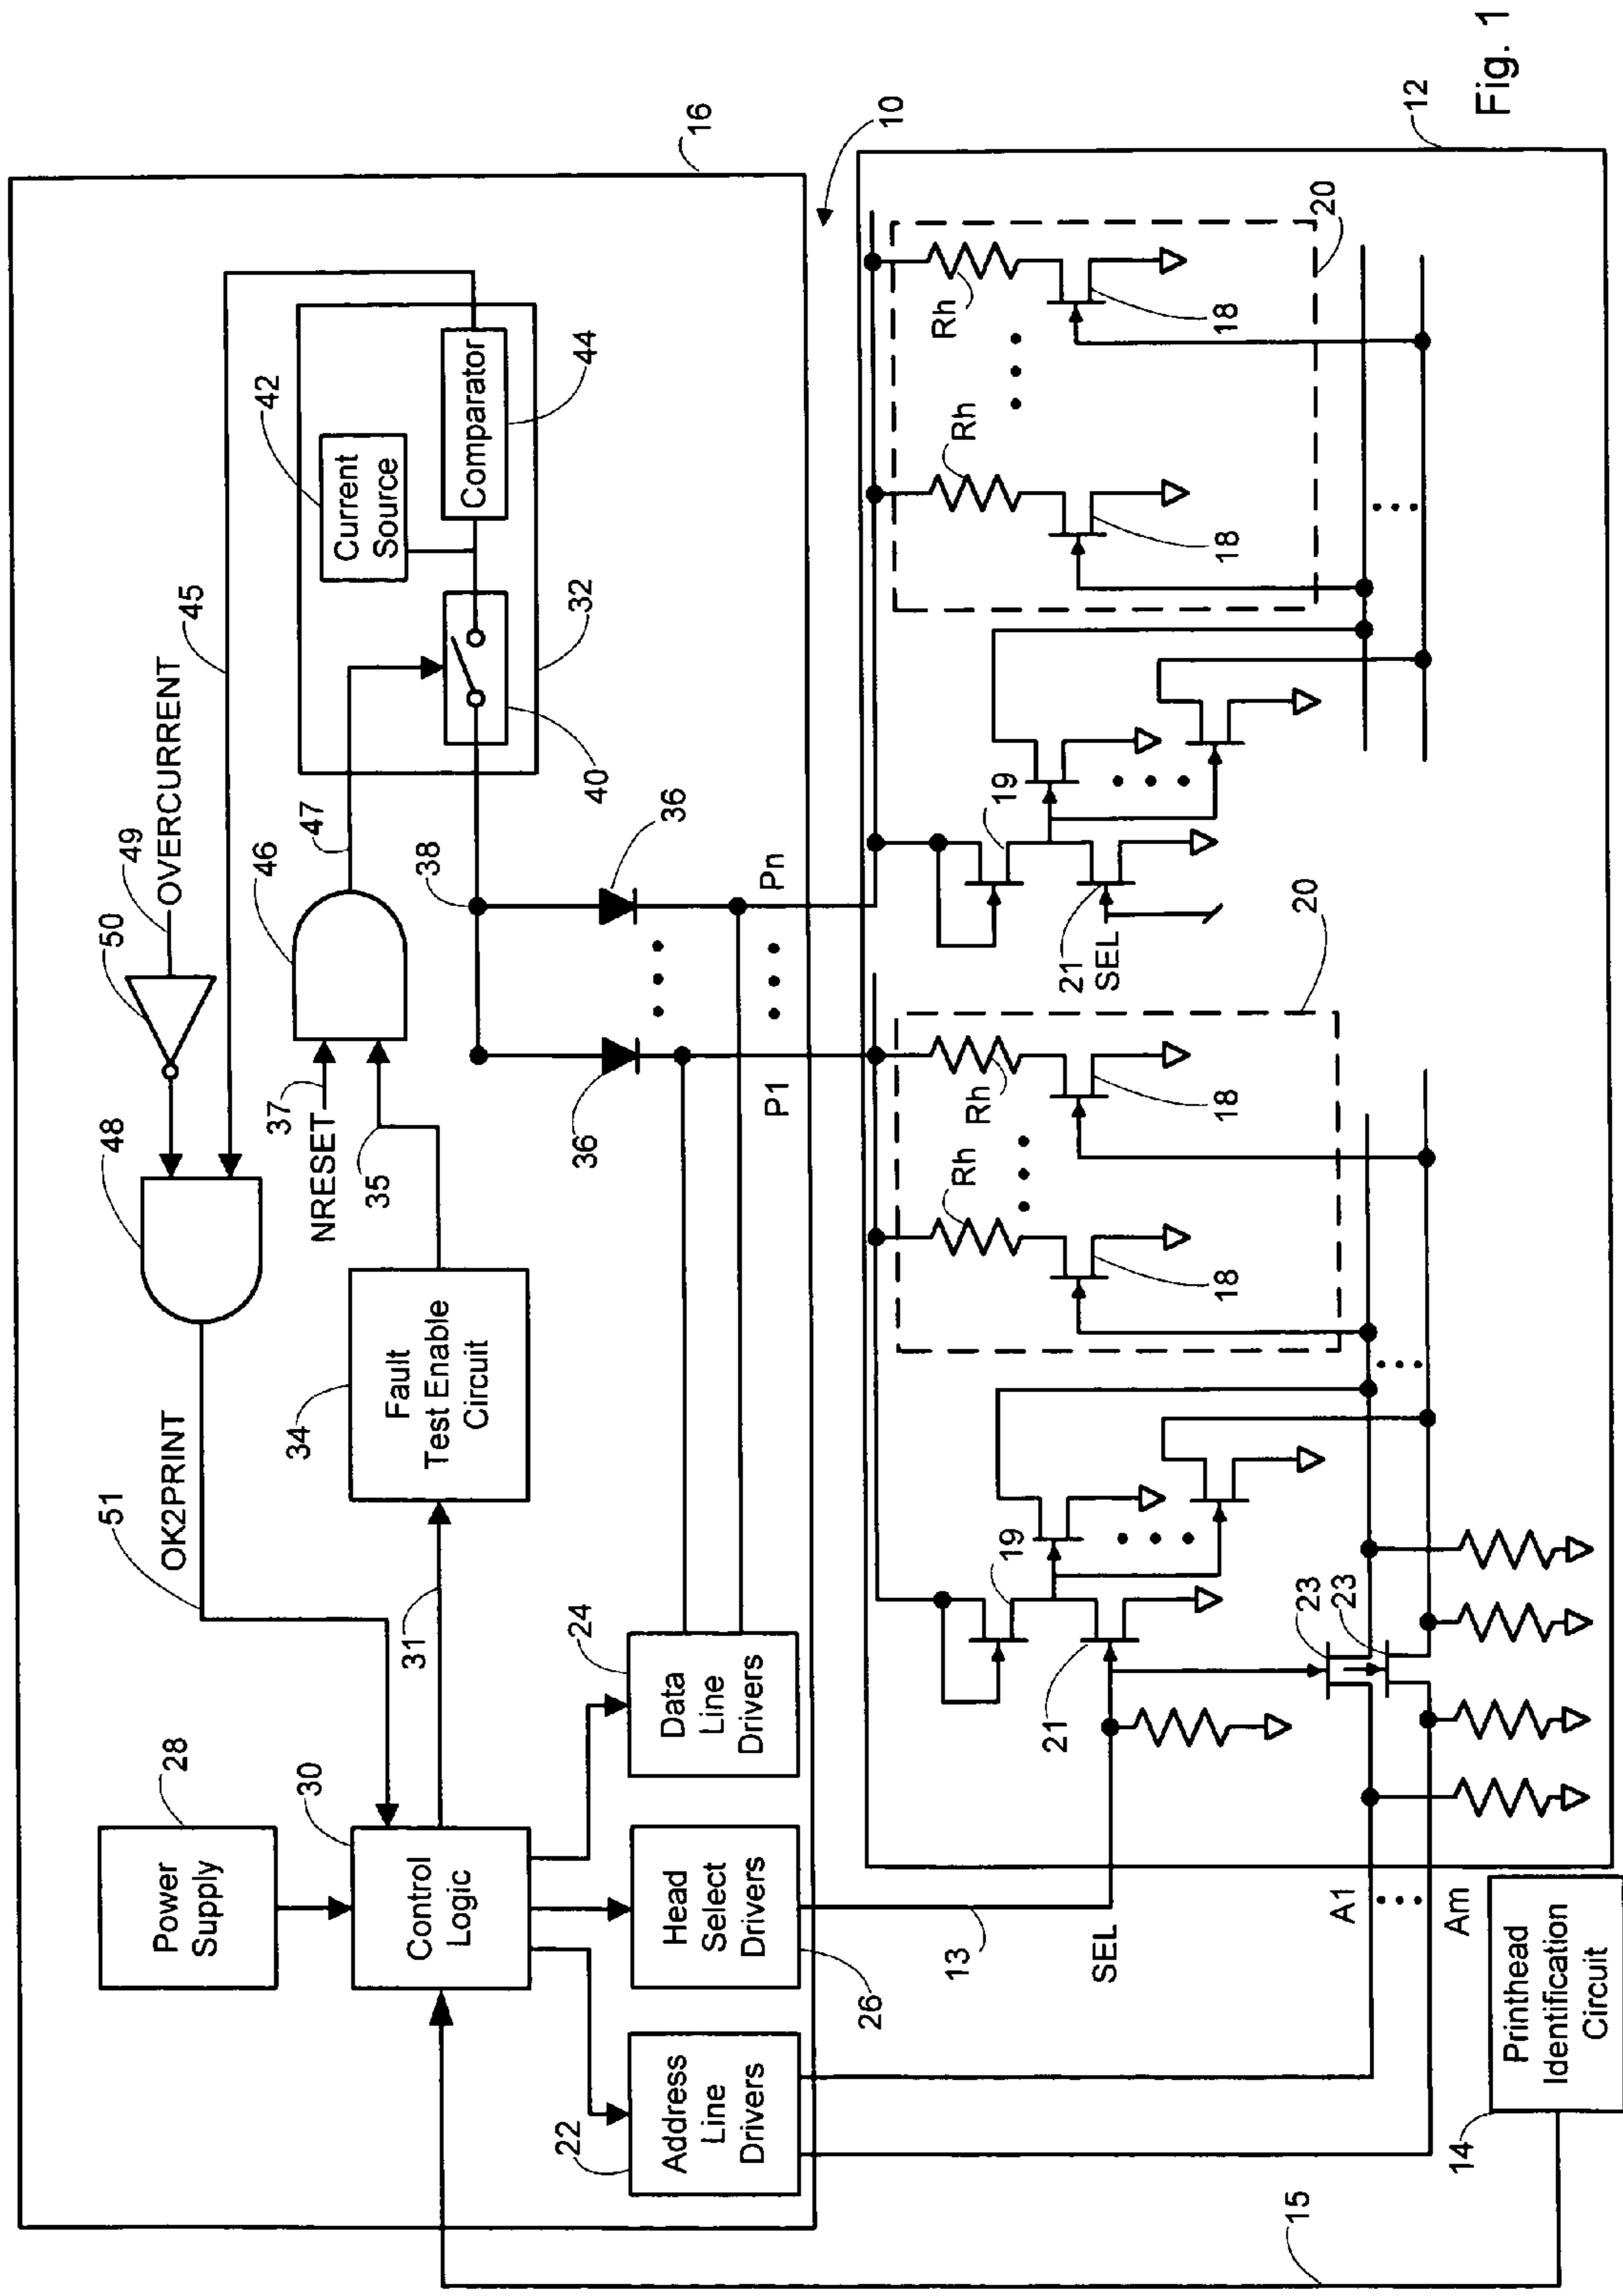 16
45
OVERCURRENT
49
50
48
51
OK2PRINT
28
Power
Supply
42
Current
Source
44
Comparator
32
40
47
46
37
NRESET
35
34
Fault
Test Enable
Circuit
31
30
Control
Logic
38
36
36
24
Data
Line
Drivers
Head
Select
Drivers
26
22
Address
Line
Drivers
Pn
P1
10
13
SEL
A1
Am
15
14
Printhead
Identification
Circuit
12
20
Rh
Rh
18
18
19
21
SEL
20
Rh
Rh
18
18
19
21
23
23
Fig. 1